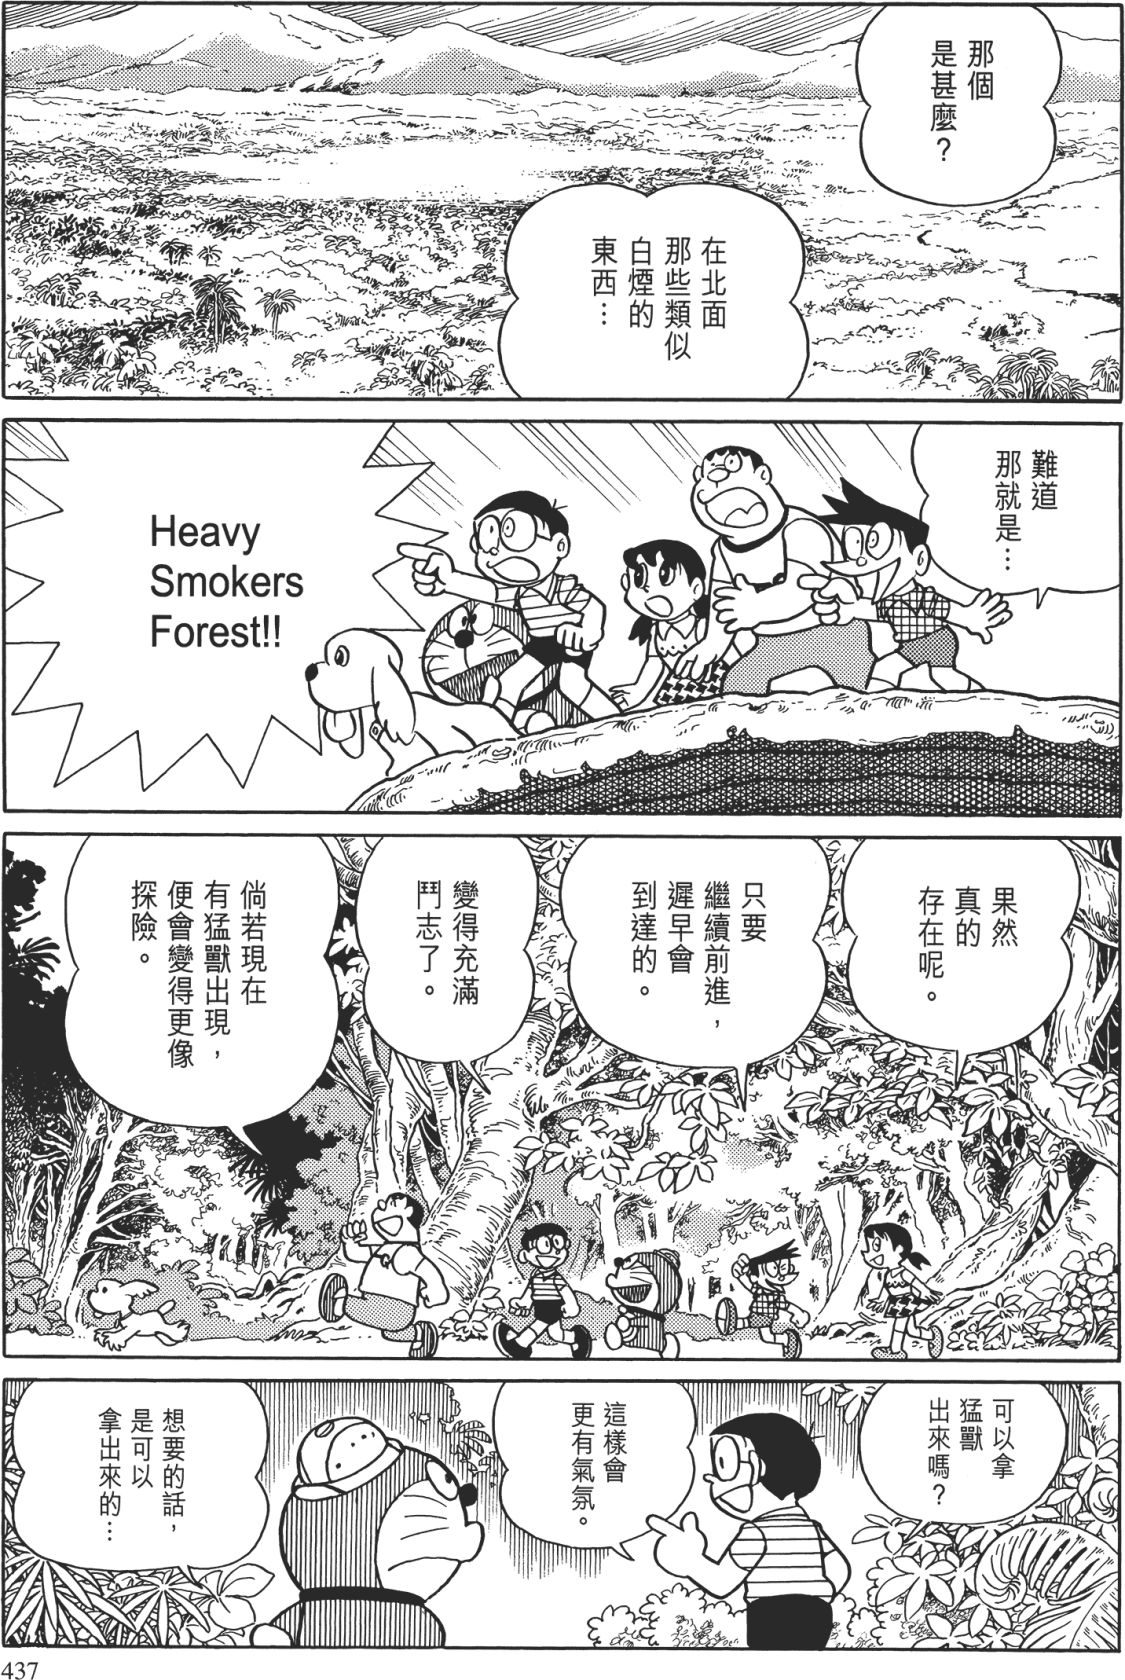 那個
是甚麼？
在北面
那些類似
白煙的
東西…
難道
那就是…
Heavy
Smokers
Forest!!
果然
真的
存在呢。
只要
繼續前進，
遲早會
到達的。
變得充滿
鬥志了。
倘若現在
有猛獸出現，
便會變得更像
探險。
可以拿
猛獸
出來嗎？
這樣會
更有氣氛。
想要的話，
是可以
拿出來的…
437